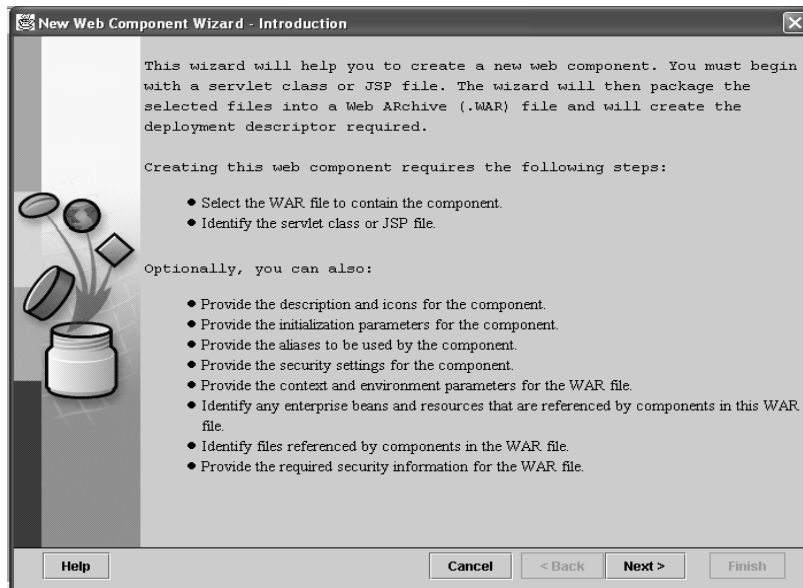 New Web Component Wizard - Introduction
This wizard will help you to create a new web component. You must begin
with a servlet class or JSP file. The wizard will then package the
selected files into a Web ARchive (.WAR) file and will create the
deployment descriptor required.
Creating this web component requires the following steps:
● Select the WAR file to contain the component.
● Identify the servlet class or JSP file.
Optionally, you can also:
● Provide the description and icons for the component.
● Provide the initialization parameters for the component.
● Provide the aliases to be used by the component.
● Provide the security settings for the component.
● Provide the context and environment parameters for the WAR file.
● Identify any enterprise beans and resources that are referenced by components in this WAR
file.
● Identify files referenced by components in the WAR file.
● Provide the required security information for the WAR file.
Help Cancel < Back Next > Finish